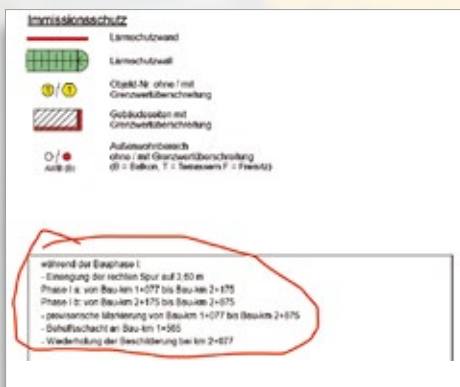 Immissionsschutz
Lärmschutzwand
Lärmschutzwall
Objekt-Nr. ohne / mit
Grenzwertüberschreitung
Gebäudeseiten mit
Grenzwertüberschreitung
Außenwohnbereich
ohne / mit Grenzwertüberschreitung
(B = Balkon, T = Terrassen F = Freisitz)
AWB (B)
während der Bauphase I:
- Einengung der rechten Spur auf 2,60 m
Phase I a: von Bau-km 1+077 bis Bau-km 2+175
Phase I b: von Bau-km 2+175 bis Bau-km 2+875
- provisorische Markierung von Bau-km 1+077 bis Bau-km 2+875
- Behelfsschacht an Bau-km 1+565
- Wiederholung der Beschilderung bei km 2+077